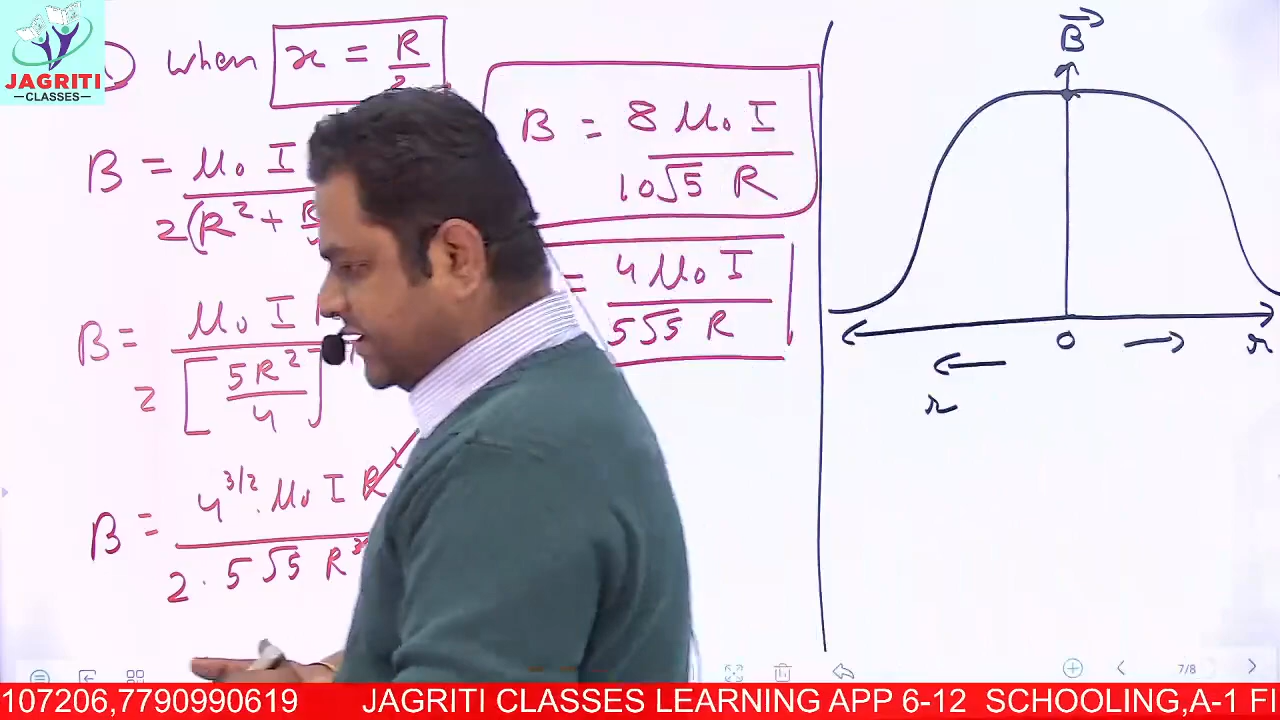 JAGRITI
CLASSES
when x = R/2
B = μ₀ I
2(R² + R
B = μ₀ I
2 [5R²/4]
B = 4^3/2 . μ₀ I R
2 . 5√5 R³
B = 8 μ₀ I
10√5 R
= 4 μ₀ I
5√5 R
B
O
x
x
7/8
107206,7790990619 JAGRITI CLASSES LEARNING APP 6-12 SCHOOLING,A-1 FI